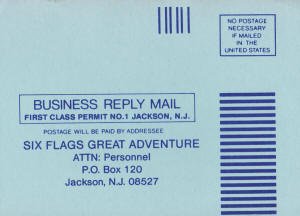 NO POSTAGE
NECESSARY
IF MAILED
IN THE
UNITED STATES
BUSINESS REPLY MAIL
FIRST CLASS PERMIT NO.1 JACKSON, N.J.
POSTAGE WILL BE PAID BY ADDRESSEE
SIX FLAGS GREAT ADVENTURE
ATTN: Personnel
P.O. Box 120
Jackson, N.J. 08527